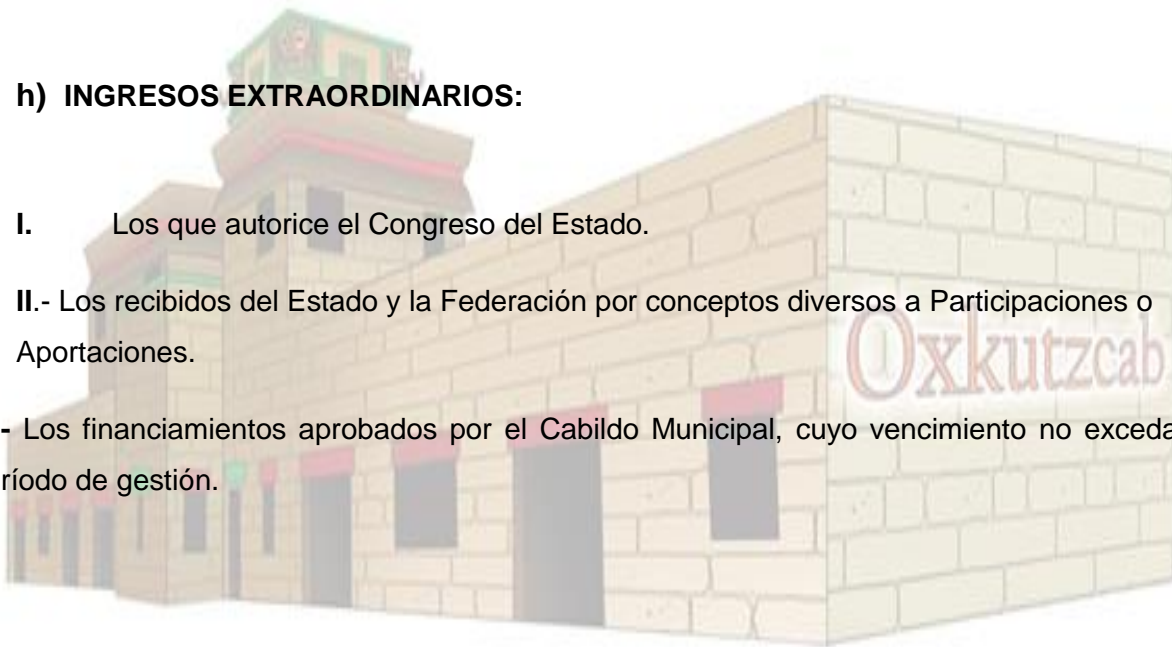 h) INGRESOS EXTRAORDINARIOS:
I. Los que autorice el Congreso del Estado.
II.- Los recibidos del Estado y la Federación por conceptos diversos a Participaciones o
Aportaciones.
- Los financiamientos aprobados por el Cabildo Municipal, cuyo vencimiento no exceda
ríodo de gestión.
Oxkutzcab